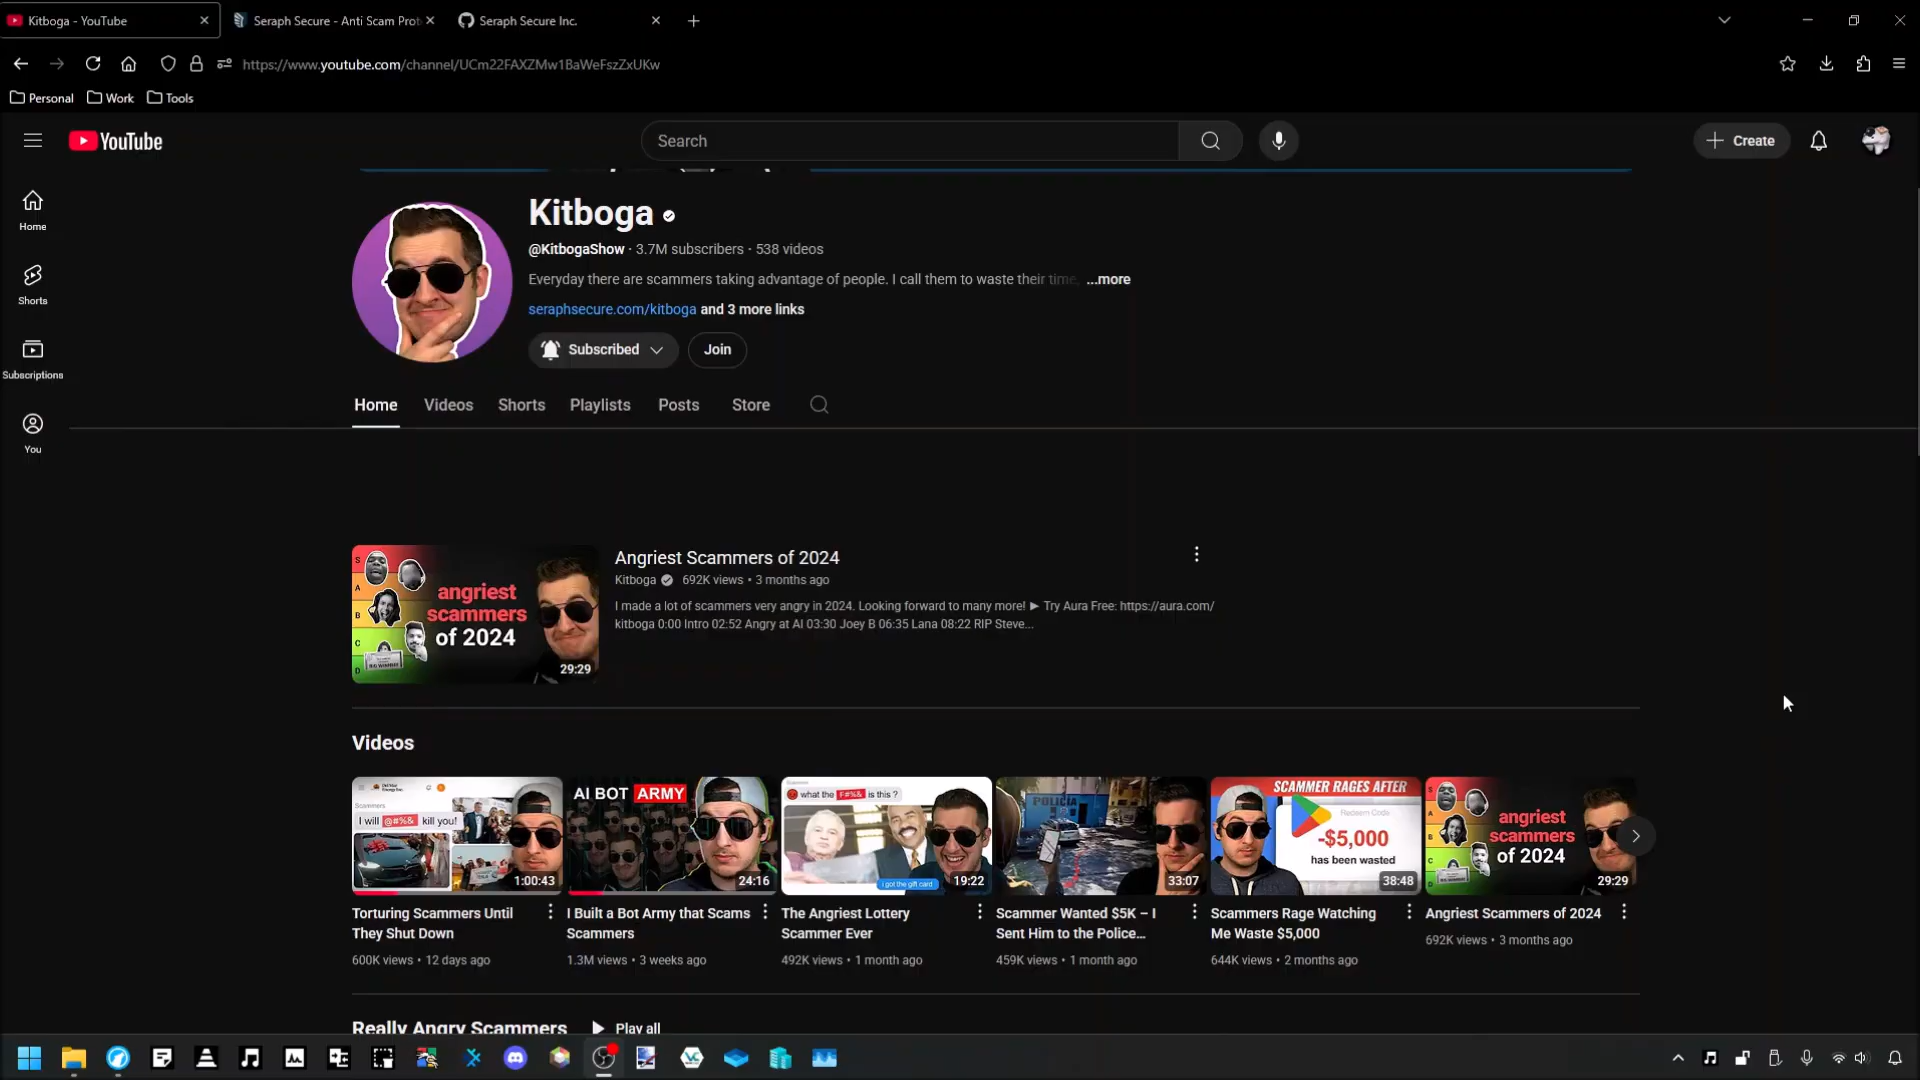 Kitboga - YouTube
Seraph Secure - Anti Scam Prot
Seraph Secure Inc.
https://www.youtube.com/channel/UCm22FAXZMw1BaWeFszZxUKw
Personal
Work
Tools
YouTube
Search
Create
Home
Shorts
Subscriptions
You
Kitboga
@KitbogaShow · 3.7M subscribers · 538 videos
Everyday there are scammers taking advantage of people. I call them to waste their time, ...more
seraphsecure.com/kitboga and 3 more links
Subscribed
Join
Home
Videos
Shorts
Playlists
Posts
Store
S
A
B
C
D
angriest
scammers
of 2024
29:29
Angriest Scammers of 2024
Kitboga 692K views • 3 months ago
I made a lot of scammers very angry in 2024. Looking forward to many more! ► Try Aura Free: https://aura.com/
kitboga 0:00 Intro 02:52 Angry at AI 03:30 Joey B 06:35 Lana 08:22 RIP Steve...
Videos
Scammers
I will @#%& kill you!
1:00:43
AI BOT ARMY
24:16
Scammer
what the F#%& is this ?
i got the gift card
19:22
POLICIA
33:07
SCAMMER RAGES AFTER
Redeem Code
-$5,000
has been wasted
38:48
angriest
scammers
of 2024
29:29
Torturing Scammers Until
They Shut Down
600K views • 12 days ago
I Built a Bot Army that Scams
Scammers
1.3M views • 3 weeks ago
The Angriest Lottery
Scammer Ever
492K views • 1 month ago
Scammer Wanted $5K – I
Sent Him to the Police...
459K views • 1 month ago
Scammers Rage Watching
Me Waste $5,000
644K views • 2 months ago
Angriest Scammers of 2024
692K views • 3 months ago
Really Angry Scammers
Play all